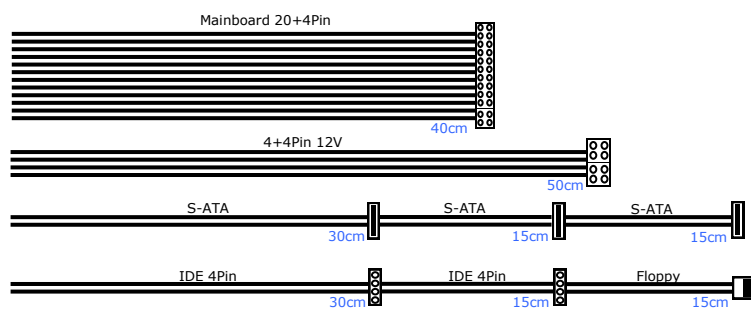 Mainboard 20+4Pin
40cm
4+4Pin 12V
50cm
S-ATA S-ATA S-ATA
30cm 15cm 15cm
IDE 4Pin IDE 4Pin Floppy
30cm 15cm 15cm